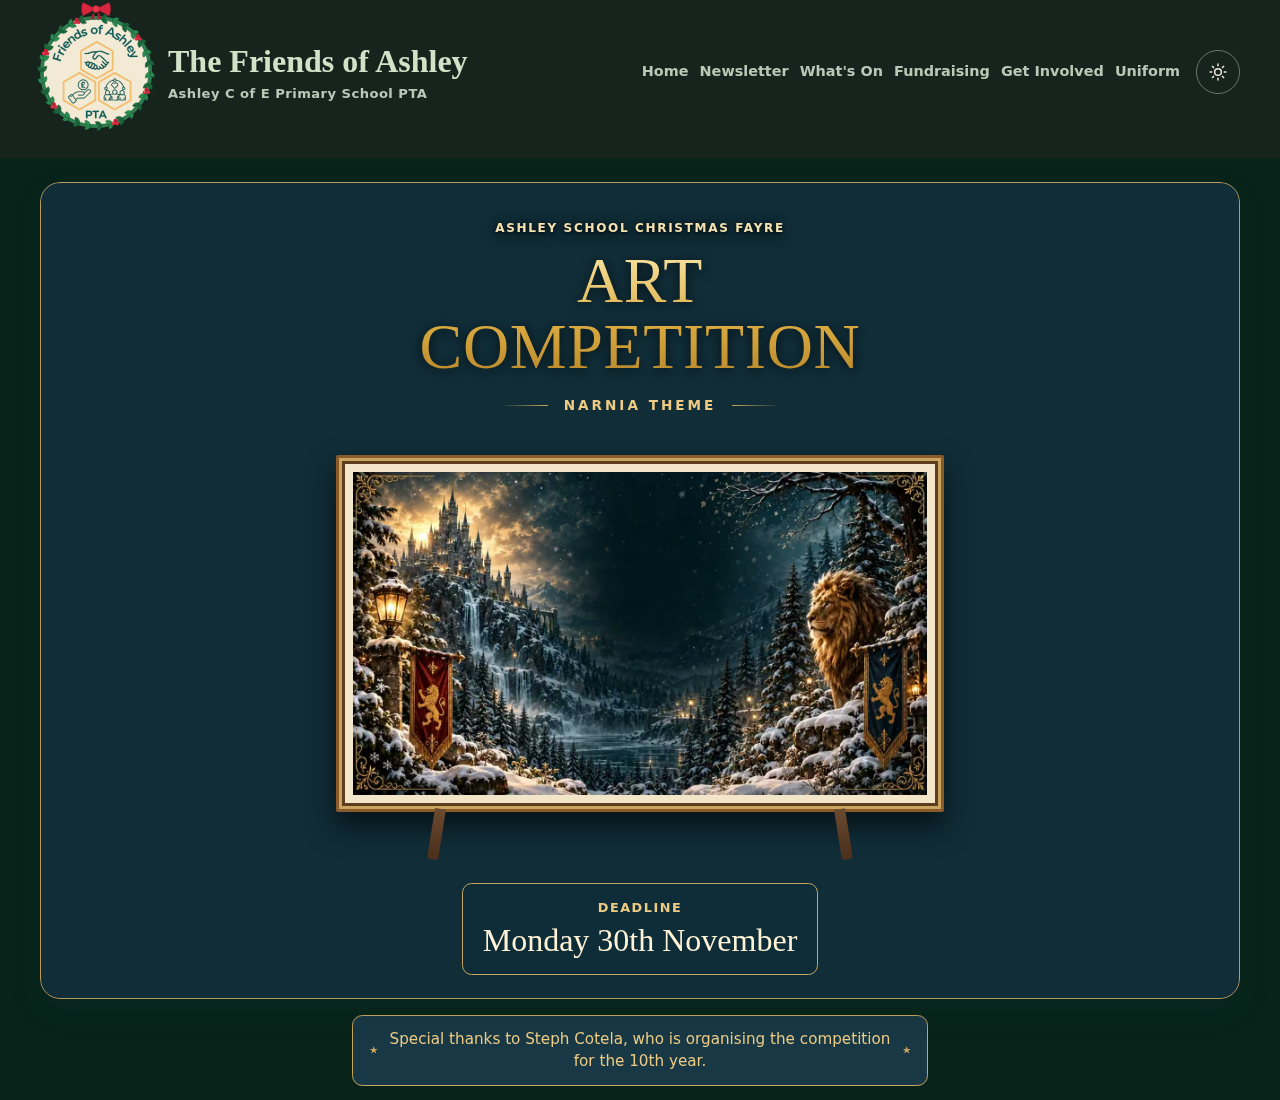 Friends of Ashley
PTA
The Friends of Ashley
Ashley C of E Primary School PTA
Home Newsletter What's On Fundraising Get Involved Uniform
ASHLEY SCHOOL CHRISTMAS FAYRE
ART
COMPETITION
NARNIA THEME
DEADLINE
Monday 30th November
Special thanks to Steph Cotela, who is organising the competition
for the 10th year.